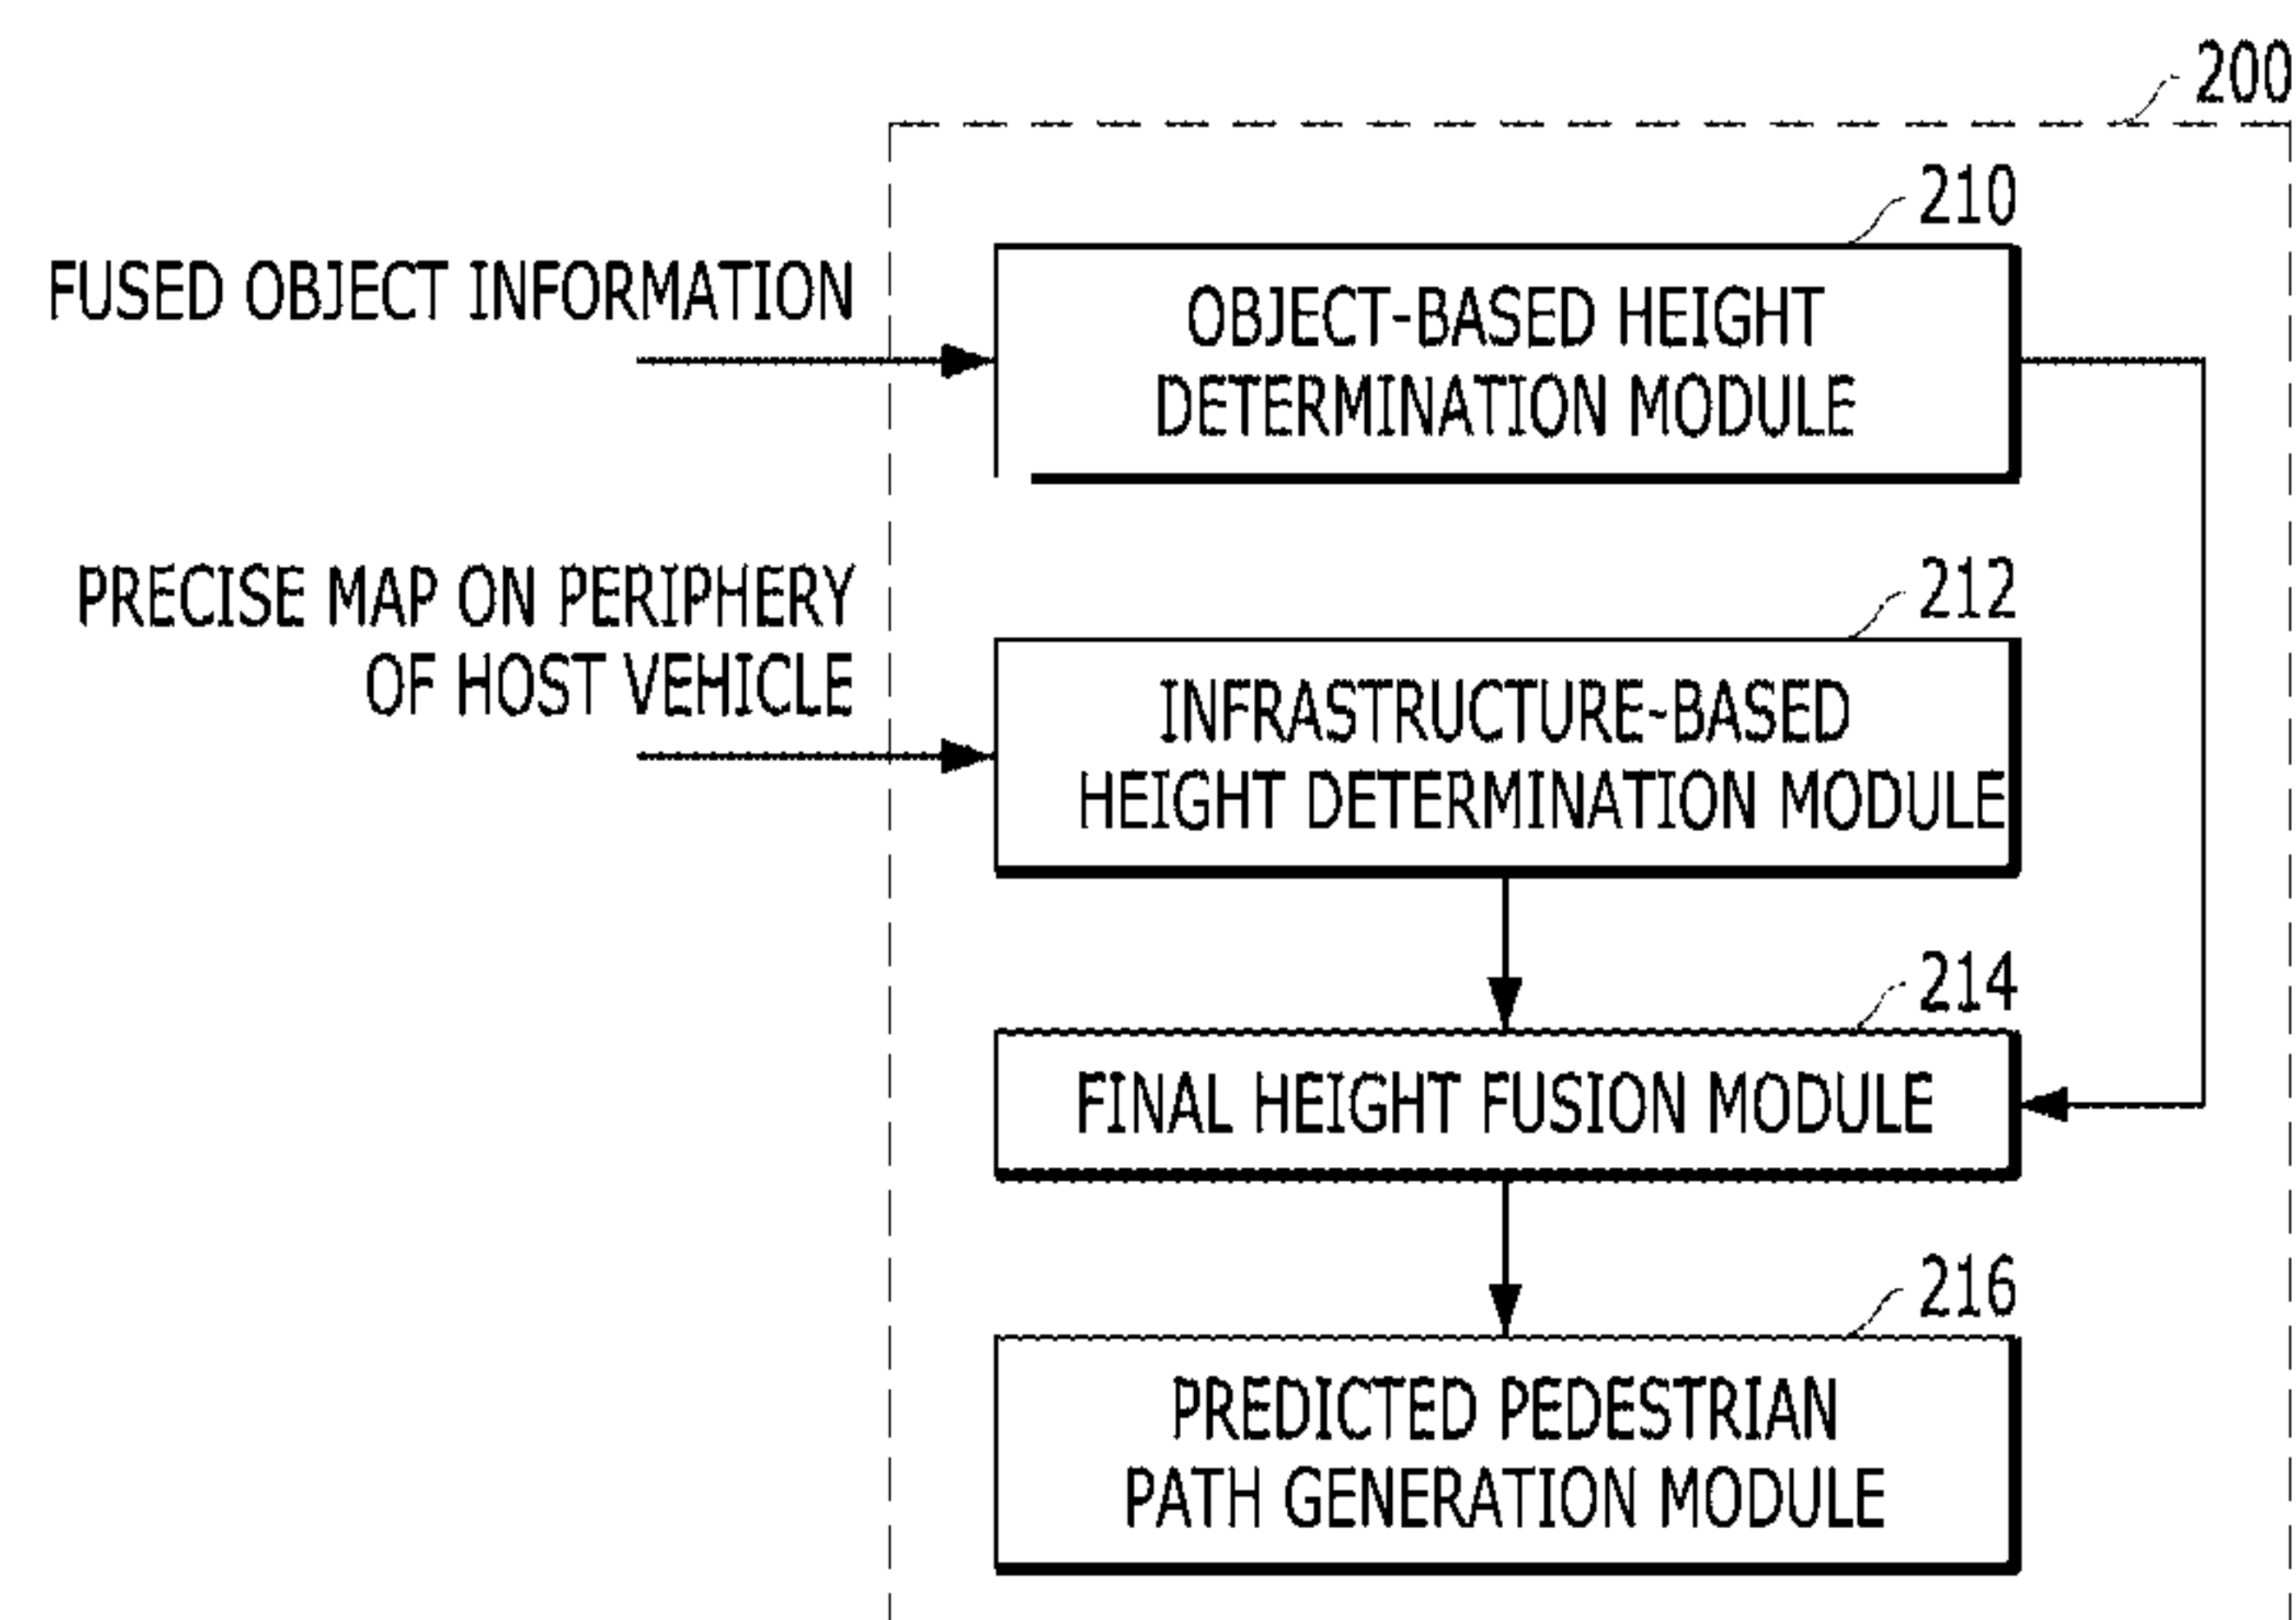 200
210
FUSED OBJECT INFORMATION
OBJECT-BASED HEIGHT
DETERMINATION MODULE
212
PRECISE MAP ON PERIPHERY
OF HOST VEHICLE
INFRASTRUCTURE-BASED
HEIGHT DETERMINATION MODULE
214
FINAL HEIGHT FUSION MODULE
216
PREDICTED PEDESTRIAN
PATH GENERATION MODULE